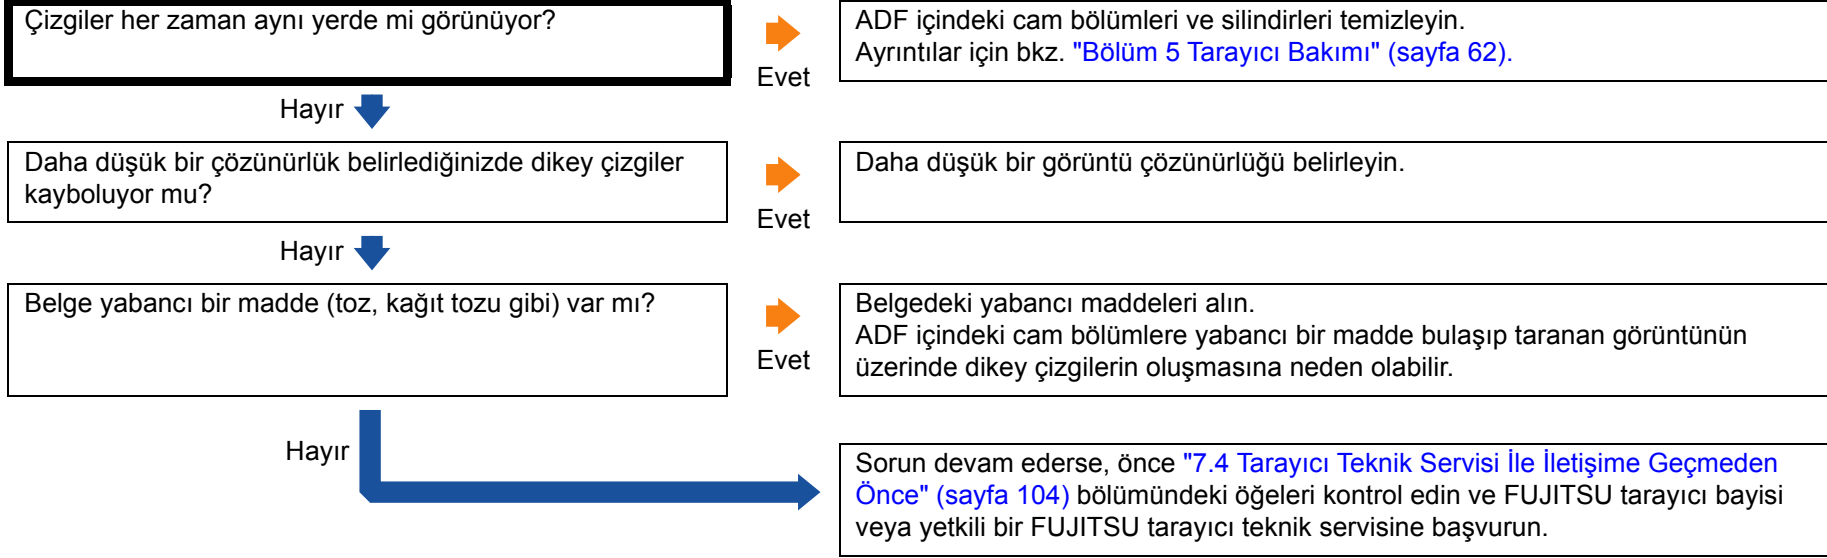 Çizgiler her zaman aynı yerde mi görünüyor?
Evet
ADF içindeki cam bölümleri ve silindirleri temizleyin.
Ayrıntılar için bkz. "Bölüm 5 Tarayıcı Bakımı" (sayfa 62).
Hayır
Daha düşük bir çözünürlük belirlediğinizde dikey çizgiler
kayboluyor mu?
Evet
Daha düşük bir görüntü çözünürlüğü belirleyin.
Hayır
Belge yabancı bir madde (toz, kağıt tozu gibi) var mı?
Evet
Belgedeki yabancı maddeleri alın.
ADF içindeki cam bölümlere yabancı bir madde bulaşıp taranan görüntünün
üzerinde dikey çizgilerin oluşmasına neden olabilir.
Hayır
Sorun devam ederse, önce "7.4 Tarayıcı Teknik Servisi İle İletişime Geçmeden
Önce" (sayfa 104) bölümündeki öğeleri kontrol edin ve FUJITSU tarayıcı bayisi
veya yetkili bir FUJITSU tarayıcı teknik servisine başvurun.